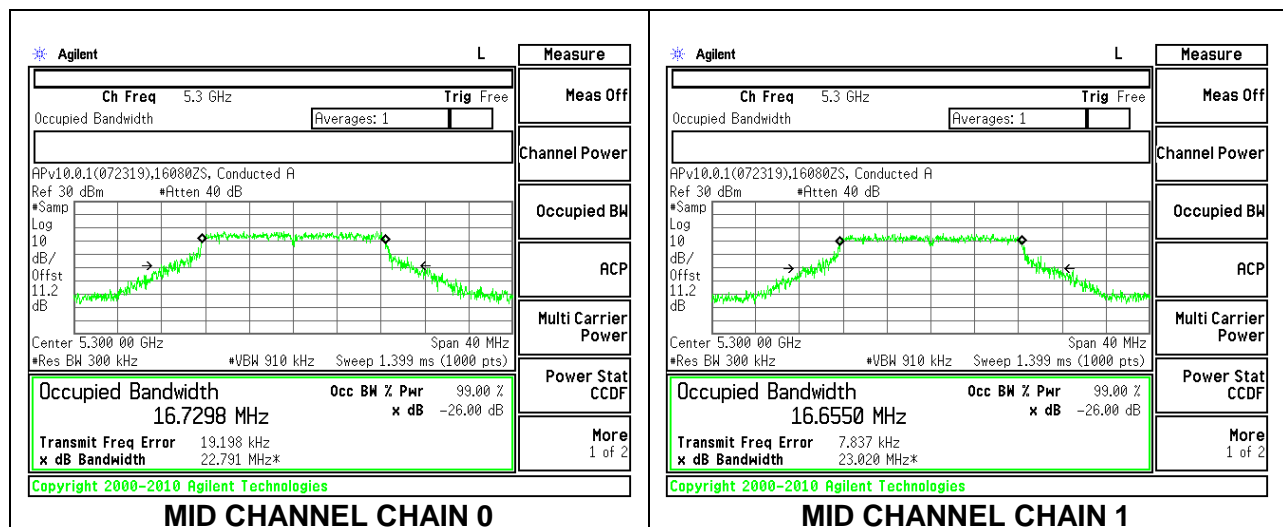 Agilent L Measure
Ch Freq 5.3 GHz Trig Free
Occupied Bandwidth Averages: 1
APv10.0.1(072319),16080ZS, Conducted A
Ref 30 dBm #Atten 40 dB
#Samp
Log
10
dB/
Offst
11.2
dB
Center 5.300 00 GHz Span 40 MHz
#Res BW 300 kHz #VBW 910 kHz Sweep 1.399 ms (1000 pts)
Occupied Bandwidth Occ BW % Pwr 99.00 %
16.7298 MHz x dB -26.00 dB
Transmit Freq Error 19.198 kHz
x dB Bandwidth 22.791 MHz*
Copyright 2000-2010 Agilent Technologies
Meas Off
Channel Power
Occupied BW
ACP
Multi Carrier
Power
Power Stat
CCDF
More
1 of 2
MID CHANNEL CHAIN 0
Agilent L Measure
Ch Freq 5.3 GHz Trig Free
Occupied Bandwidth Averages: 1
APv10.0.1(072319),16080ZS, Conducted A
Ref 30 dBm #Atten 40 dB
#Samp
Log
10
dB/
Offst
11.2
dB
Center 5.300 00 GHz Span 40 MHz
#Res BW 300 kHz #VBW 910 kHz Sweep 1.399 ms (1000 pts)
Occupied Bandwidth Occ BW % Pwr 99.00 %
16.6550 MHz x dB -26.00 dB
Transmit Freq Error 7.837 kHz
x dB Bandwidth 23.020 MHz*
Copyright 2000-2010 Agilent Technologies
Meas Off
Channel Power
Occupied BW
ACP
Multi Carrier
Power
Power Stat
CCDF
More
1 of 2
MID CHANNEL CHAIN 1